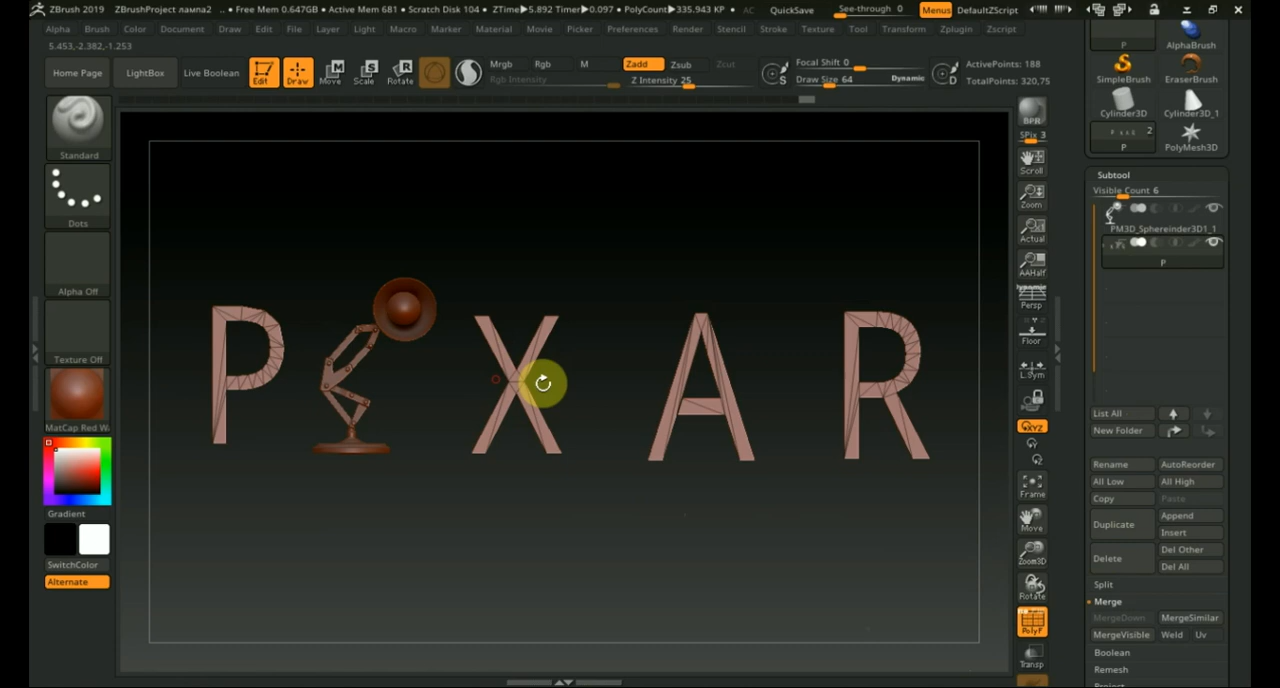 ZBrush 2019 ZBrushProject лампа2 .. • Free Mem 0.647GB • Active Mem 681 • Scratch Disk 104 • ZTime▶5.892 Timer▶0.097 • PolyCount▶335.943 KP • AC QuickSave See-through 0 Menus DefaultZScript
Alpha Brush Color Document Draw Edit File Layer Light Macro Marker Material Movie Picker Preferences Render Stencil Stroke Texture Tool Transform Zplugin Zscript
5.453,-2.382,-1.253
Home Page LightBox Live Boolean Edit Draw Move Scale Rotate
Mrgb Rgb M Zadd Zsub Zcut
Rgb Intensity Z Intensity 25
Focal Shift 0
Draw Size 64 Dynamic
ActivePoints: 188
TotalPoints: 320,75
Standard
Dots
Alpha Off
Texture Off
MatCap Red Wa
Gradient
SwitchColor
Alternate
P X A R
BPR
SPix 3
Scroll
Zoom
Actual
AAHalf
Dynamic
Persp
Floor
L.Sym
XYZ
Frame
Move
Zoom3D
Rotate
PolyF
Transp
P AlphaBrush
SimpleBrush EraserBrush
Cylinder3D Cylinder3D_1
2
P PolyMesh3D
Subtool
Visible Count 6
PM3D_Sphereinder3D1_1
P
List All
New Folder
Rename AutoReorder
All Low All High
Copy Paste
Duplicate Append
Insert
Delete Del Other
Del All
Split
Merge
MergeDown MergeSimilar
MergeVisible Weld Uv
Boolean
Remesh